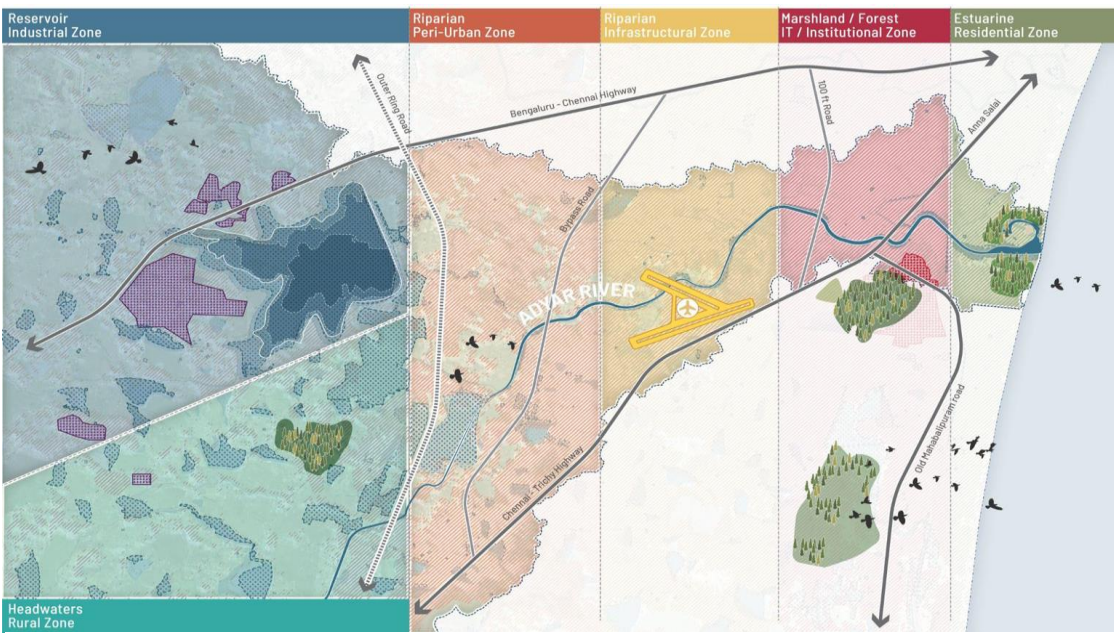 Reservoir
Industrial Zone
Riparian
Peri-Urban Zone
Riparian
Infrastructural Zone
Marshland / Forest
IT / Institutional Zone
Estuarine
Residential Zone
Outer Ring Road
Bengaluru - Chennai Highway
100 ft Road
Anna Salai
Bypass Road
ADYAR RIVER
Chennai - Trichy Highway
Old Mahaballipuram road
Headwaters
Rural Zone